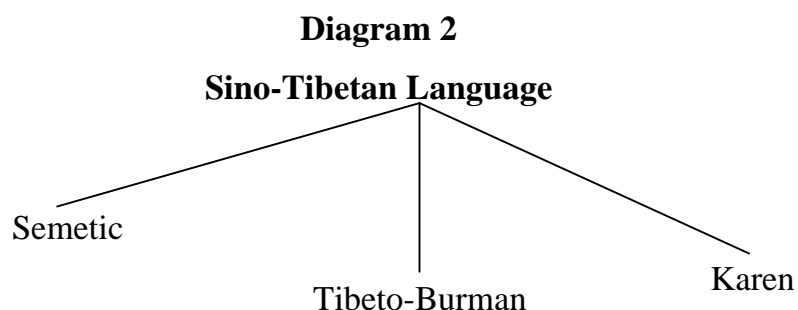 Diagram 2
Sino-Tibetan Language
Semetic
Tibeto-Burman
Karen